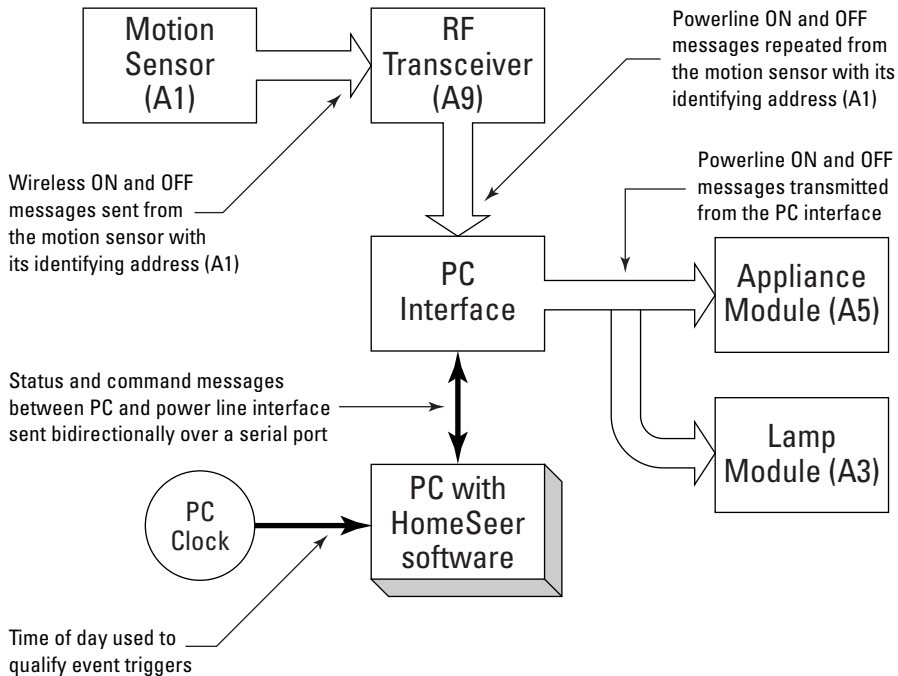 Motion
Sensor
(A1)
RF
Transceiver
(A9)
Powerline ON and OFF
messages repeated from
the motion sensor with its
identifying address (A1)
Wireless ON and OFF
messages sent from
the motion sensor with
its identifying address (A1)
Powerline ON and OFF
messages transmitted
from the PC interface
PC
Interface
Appliance
Module (A5)
Status and command messages
between PC and power line interface
sent bidirectionally over a serial port
Lamp
Module (A3)
PC
Clock
PC with
HomeSeer
software
Time of day used to
qualify event triggers